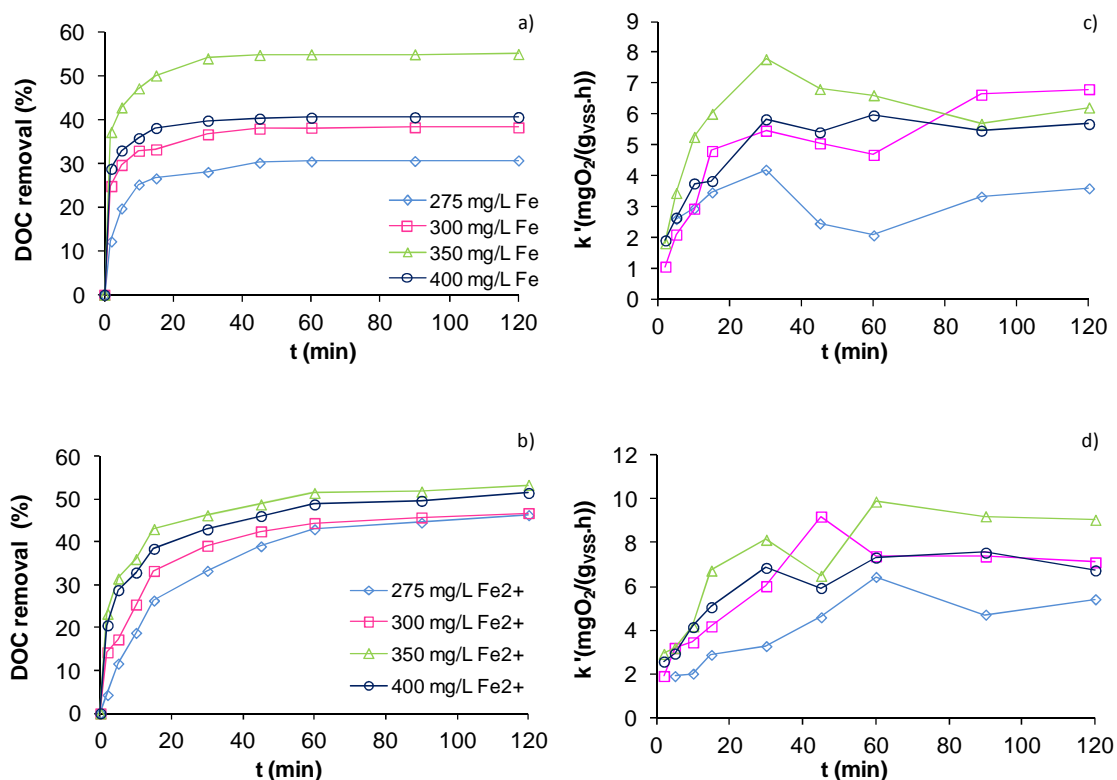 a)
DOC removal (%)
60
50
40
30
20
10
0
275 mg/L Fe
300 mg/L Fe
350 mg/L Fe
400 mg/L Fe
0 20 40 60 80 100 120
t (min)
c)
k '(mgO₂/(gvss·h))
9
8
7
6
5
4
3
2
1
0
0 20 40 60 80 100 120
t (min)
b)
DOC removal (%)
60
50
40
30
20
10
0
275 mg/L Fe2+
300 mg/L Fe2+
350 mg/L Fe2+
400 mg/L Fe2+
0 20 40 60 80 100 120
t (min)
d)
k '(mgO₂/(gvss·h))
12
10
8
6
4
2
0
0 20 40 60 80 100 120
t (min)